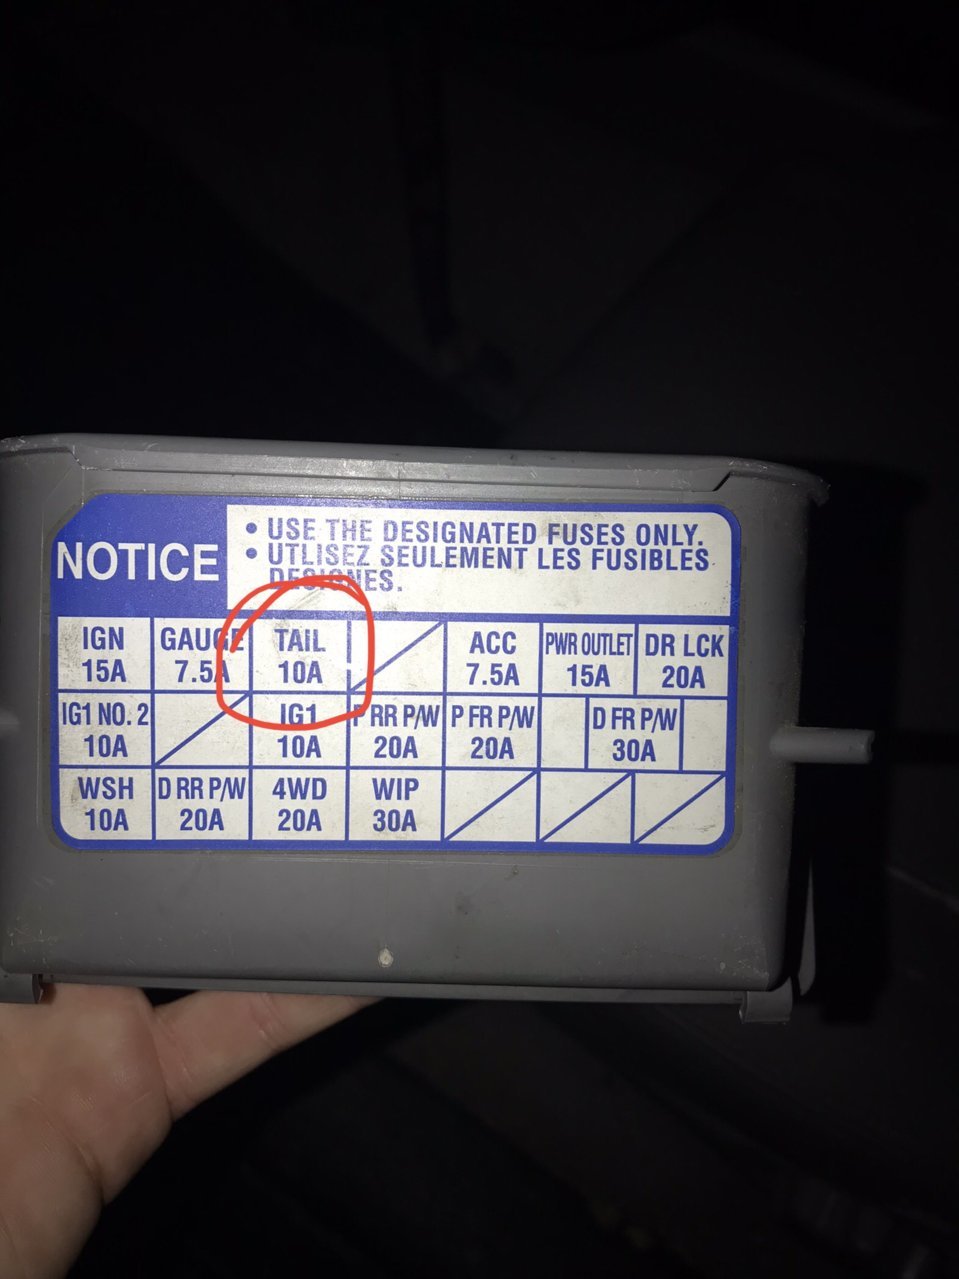 NOTICE
• USE THE DESIGNATED FUSES ONLY.
• UTLISEZ SEULEMENT LES FUSIBLES
DESIGNES.
IGN GAUGE TAIL ACC PWR OUTLET DR LCK
15A 7.5A 10A 7.5A 15A 20A
IG1 NO. 2 IG1 P RR P/W P FR P/W D FR P/W
10A 10A 20A 20A 30A
WSH D RR P/W 4WD WIP
10A 20A 20A 30A